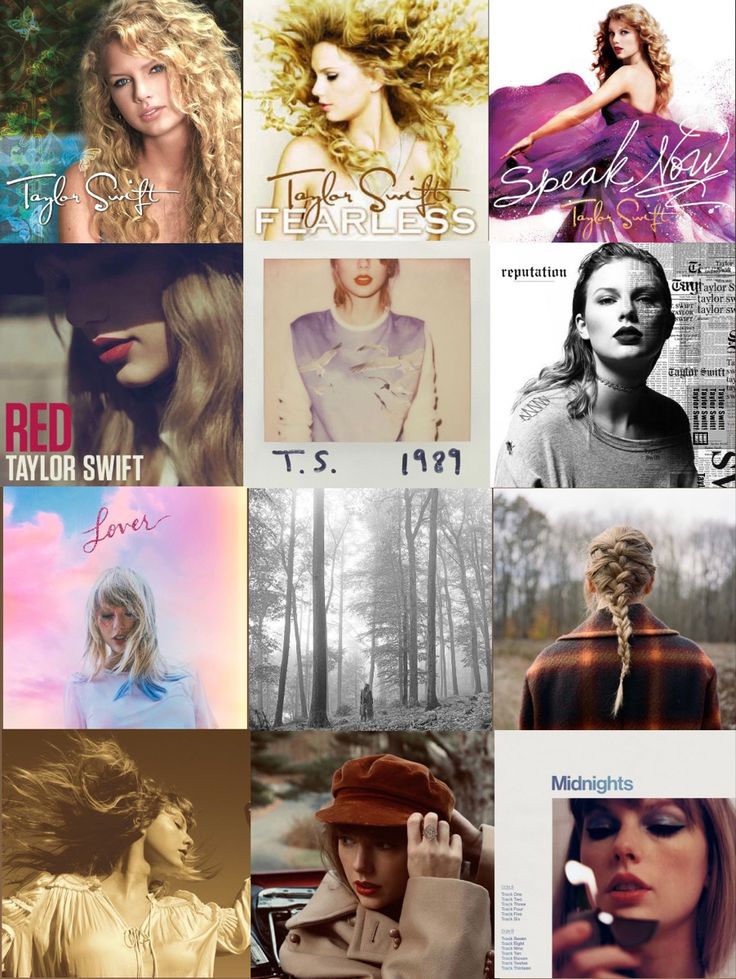 Taylor Swift
Taylor Swift
FEARLESS
Speak Now
Taylor Swift
RED
TAYLOR SWIFT
T.S. 1989
reputation
Taylor Swift
Taylor Swift
Lover
Midnights
Side A
Track One
Track Two
Track Three
Track Four
Track Five
Track Six
Side B
Track Seven
Track Eight
Track Nine
Track Ten
Track Eleven
Track Twelve
Track Thirteen